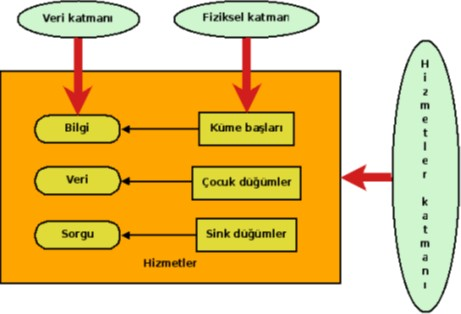 Veri katmanı
Fiziksel katman
Bilgi
Küme başları
Veri
Çocuk düğümler
Sorgu
Sink düğümler
Hizmetler
Hizmetler katmanı